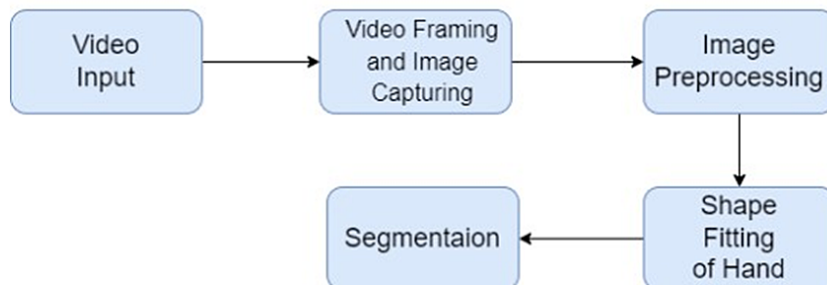 Video
Input
Video Framing
and Image
Capturing
Image
Preprocessing
Shape
Fitting
of Hand
Segmentaion